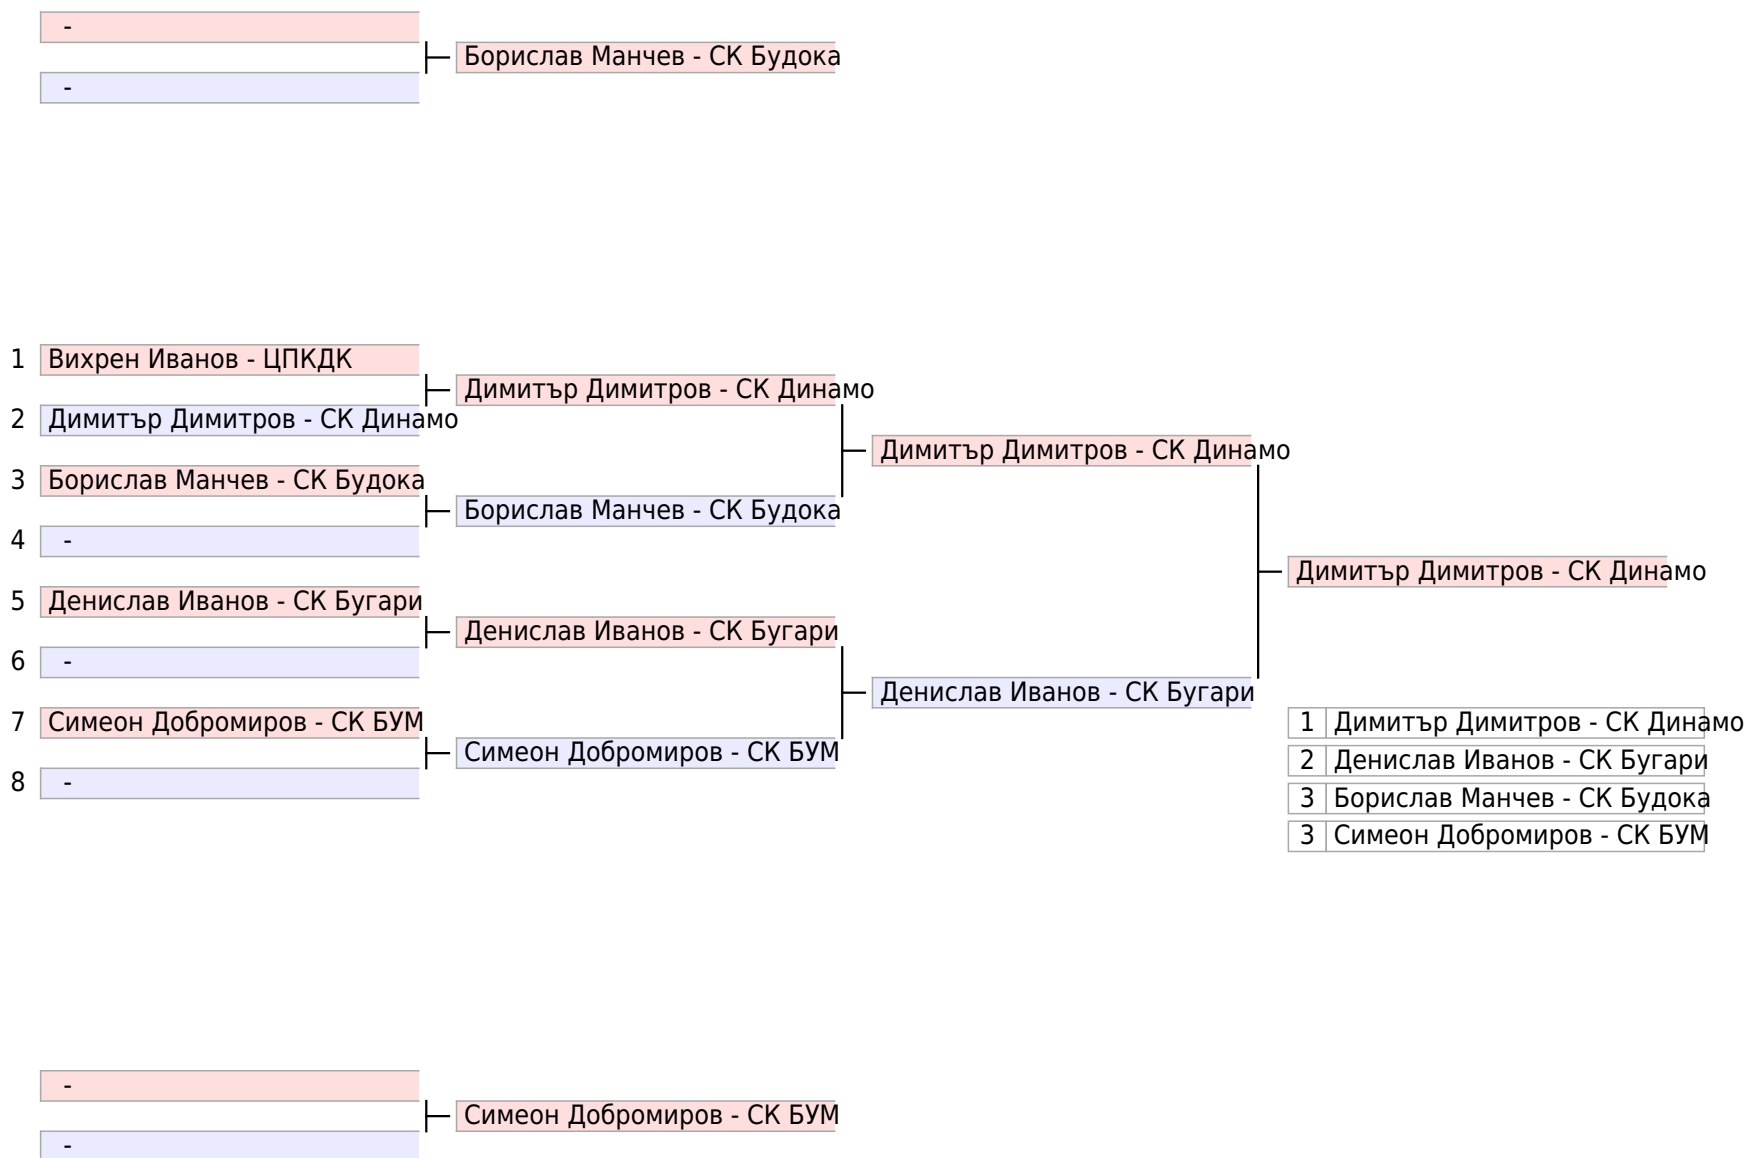 -
Борислав Манчев - СК Будока
-
1 Вихрен Иванов - ЦПКДК
Димитър Димитров - СК Динамо
2 Димитър Димитров - СК Динамо
Димитър Димитров - СК Динамо
3 Борислав Манчев - СК Будока
Борислав Манчев - СК Будока
4 -
Димитър Димитров - СК Динамо
5 Денислав Иванов - СК Бугари
Денислав Иванов - СК Бугари
6 -
Денислав Иванов - СК Бугари
7 Симеон Добромиров - СК БУМ
Симеон Добромиров - СК БУМ
8 -
1 Димитър Димитров - СК Динамо
2 Денислав Иванов - СК Бугари
3 Борислав Манчев - СК Будока
3 Симеон Добромиров - СК БУМ
-
Симеон Добромиров - СК БУМ
-